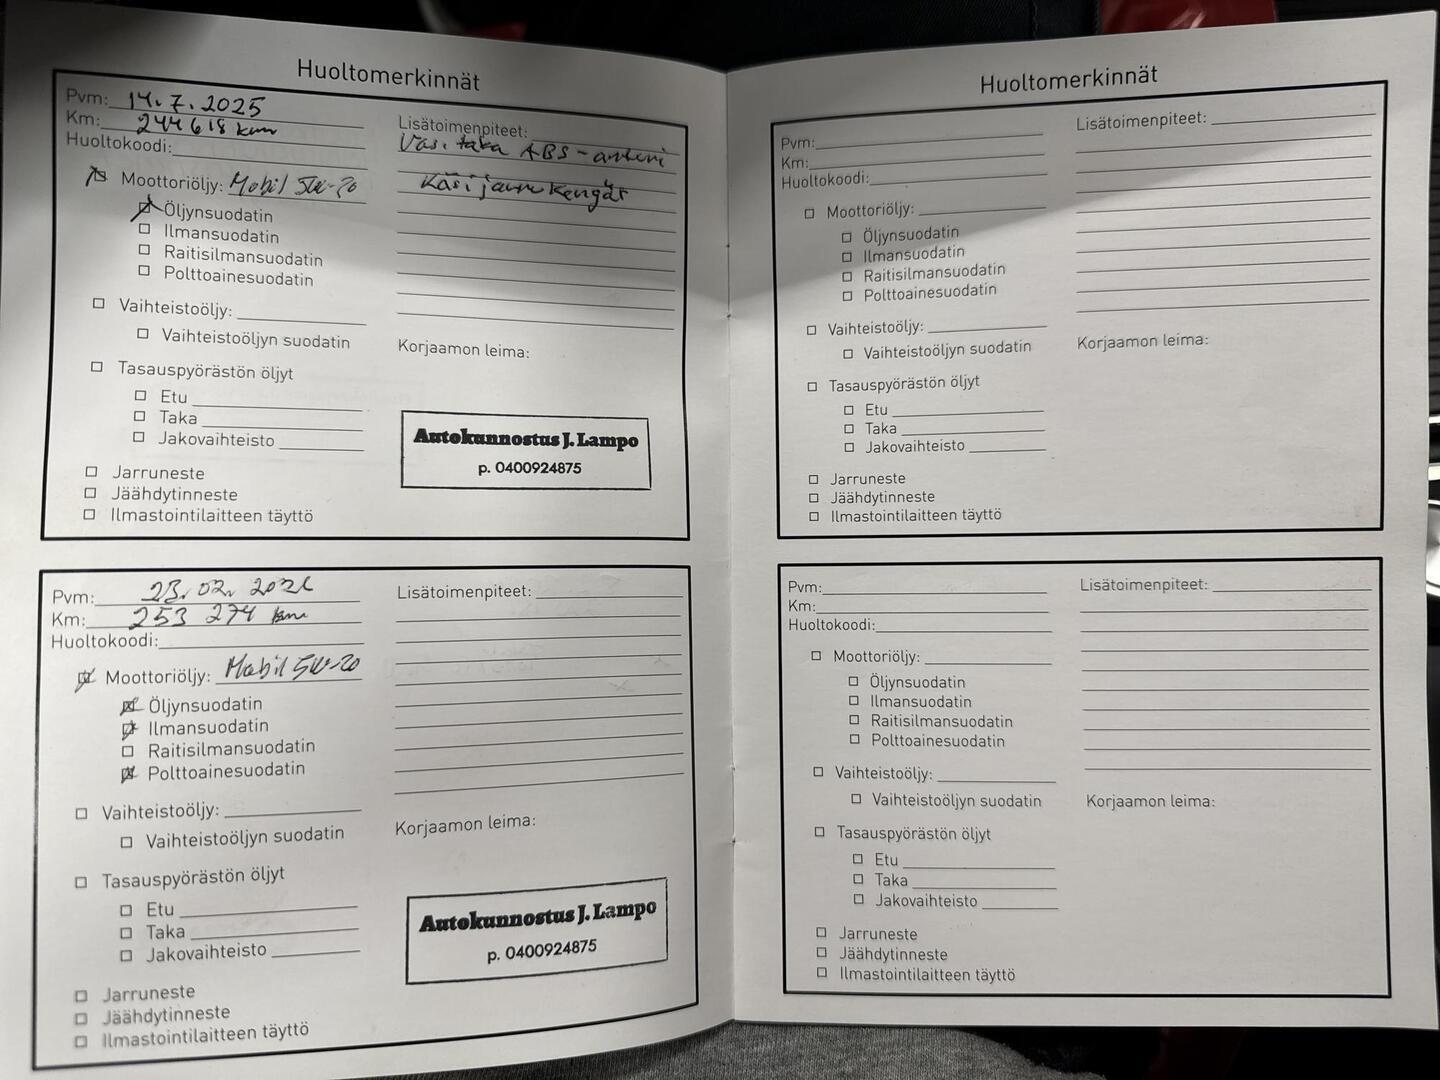 Huoltomerkinnät
Pvm: 14.7.2025
Km: 244 618 km
Huoltokoodi:
Moottoriöljy: Mobil 5W-20
Öljynsuodatin
Ilmansuodatin
Raitisilmansuodatin
Polttoainesuodatin
Vaihteistoöljy:
Vaihteistoöljyn suodatin
Tasauspyörästön öljyt
Etu
Taka
Jakovaihteisto
Jarruneste
Jäähdytinneste
Ilmastointilaitteen täyttö
Lisätoimenpiteet:
Vas. taka ABS-anturi
Käsijarrukengät
Korjaamon leima:
Autokunnostus J. Lampo
p. 0400924875
Pvm: 23.02.
Km: 253 274 km
Huoltokoodi:
Moottoriöljy: Mobil 5W-20
Öljynsuodatin
Ilmansuodatin
Raitisilmansuodatin
Polttoainesuodatin
Vaihteistoöljy:
Vaihteistoöljyn suodatin
Tasauspyörästön öljyt
Etu
Taka
Jakovaihteisto
Jarruneste
Jäähdytinneste
Ilmastointilaitteen täyttö
Lisätoimenpiteet:
Korjaamon leima:
Autokunnostus J. Lampo
p. 0400924875
Huoltomerkinnät
Pvm:
Km:
Huoltokoodi:
Moottoriöljy:
Öljynsuodatin
Ilmansuodatin
Raitisilmansuodatin
Polttoainesuodatin
Vaihteistoöljy:
Vaihteistoöljyn suodatin
Tasauspyörästön öljyt
Etu
Taka
Jakovaihteisto
Jarruneste
Jäähdytinneste
Ilmastointilaitteen täyttö
Lisätoimenpiteet:
Korjaamon leima:
Pvm:
Km:
Huoltokoodi:
Moottoriöljy:
Öljynsuodatin
Ilmansuodatin
Raitisilmansuodatin
Polttoainesuodatin
Vaihteistoöljy:
Vaihteistoöljyn suodatin
Tasauspyörästön öljyt
Etu
Taka
Jakovaihteisto
Jarruneste
Jäähdytinneste
Ilmastointilaitteen täyttö
Lisätoimenpiteet:
Korjaamon leima: